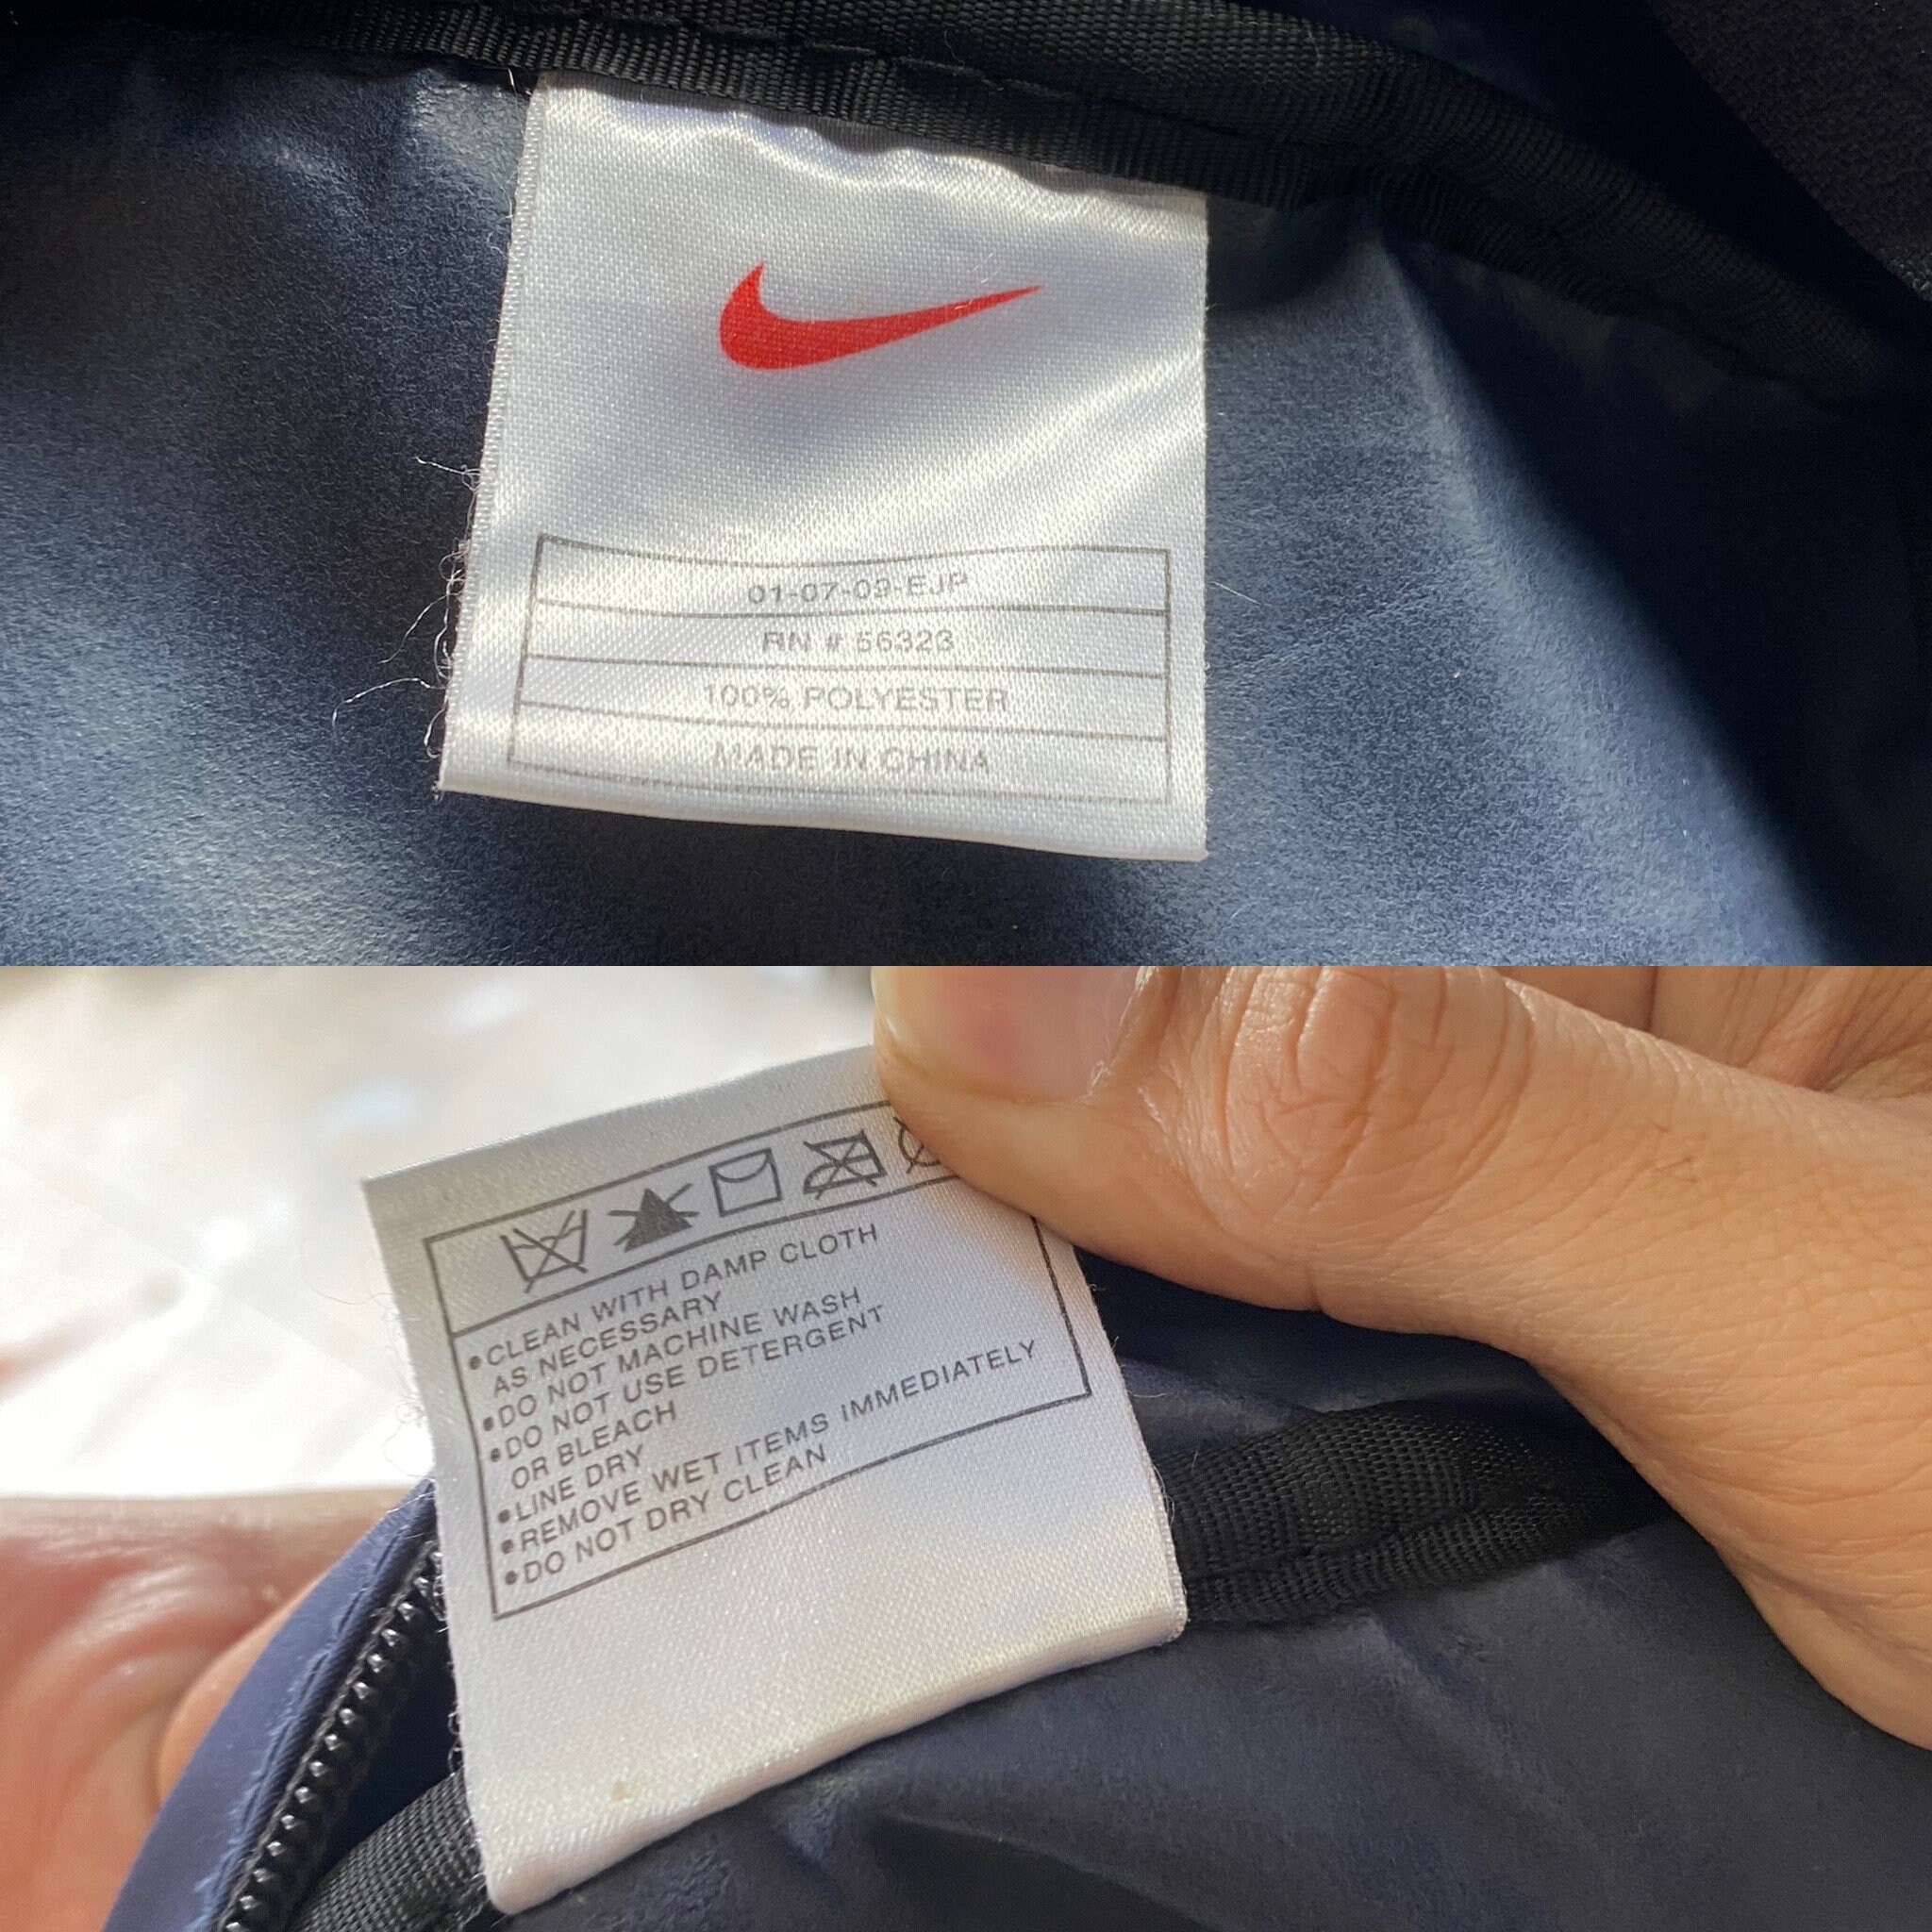 01-07-09-EJP
RN # 56323
100% POLYESTER
MADE IN CHINA
•CLEAN WITH DAMP CLOTH
AS NECESSARY
•DO NOT MACHINE WASH
•DO NOT USE DETERGENT
OR BLEACH
•LINE DRY
•REMOVE WET ITEMS IMMEDIATELY
•DO NOT DRY CLEAN